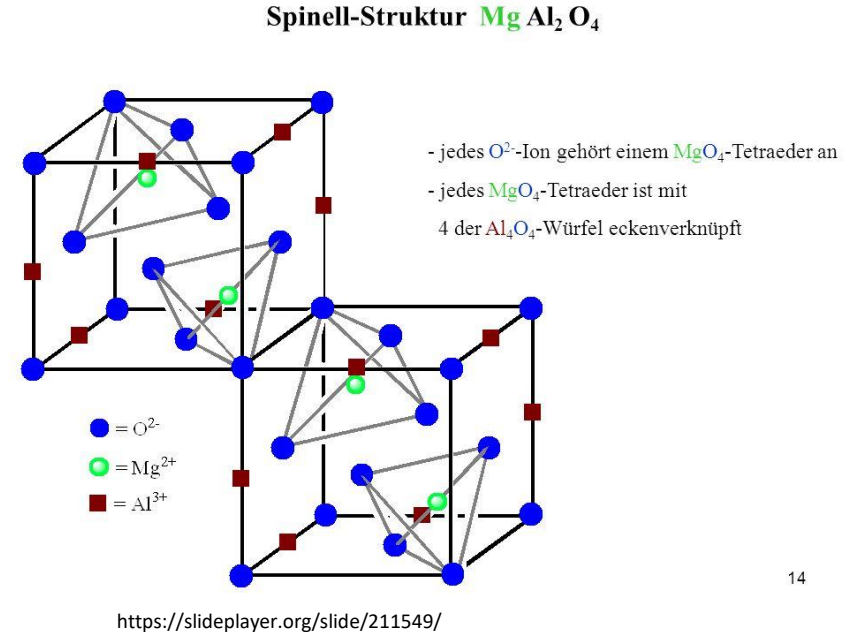 Spinell-Struktur Mg Al₂ O₄
- jedes O²⁻-Ion gehört einem MgO₄-Tetraeder an
- jedes MgO₄-Tetraeder ist mit
4 der Al₄O₄-Würfel eckenverknüpft
= O²⁻
= Mg²⁺
= Al³⁺
14
https://slideplayer.org/slide/211549/